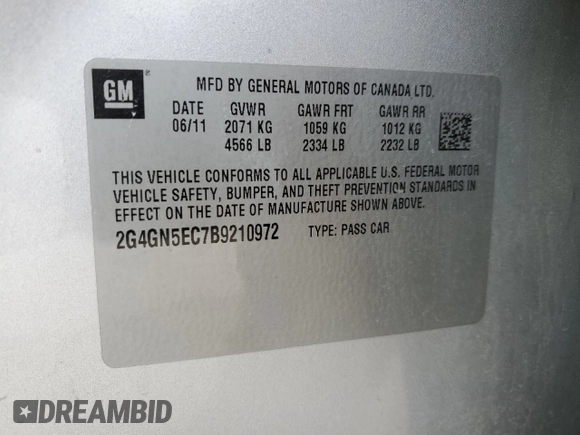 GM
MFD BY GENERAL MOTORS OF CANADA LTD.
DATE GVWR GAWR FRT GAWR RR
06/11 2071 KG 1059 KG 1012 KG
4566 LB 2334 LB 2232 LB
THIS VEHICLE CONFORMS TO ALL APPLICABLE U.S. FEDERAL MOTOR
VEHICLE SAFETY, BUMPER, AND THEFT PREVENTION STANDARDS IN
EFFECT ON THE DATE OF MANUFACTURE SHOWN ABOVE.
2G4GN5EC7B9210972 TYPE: PASS CAR
DREAMBID